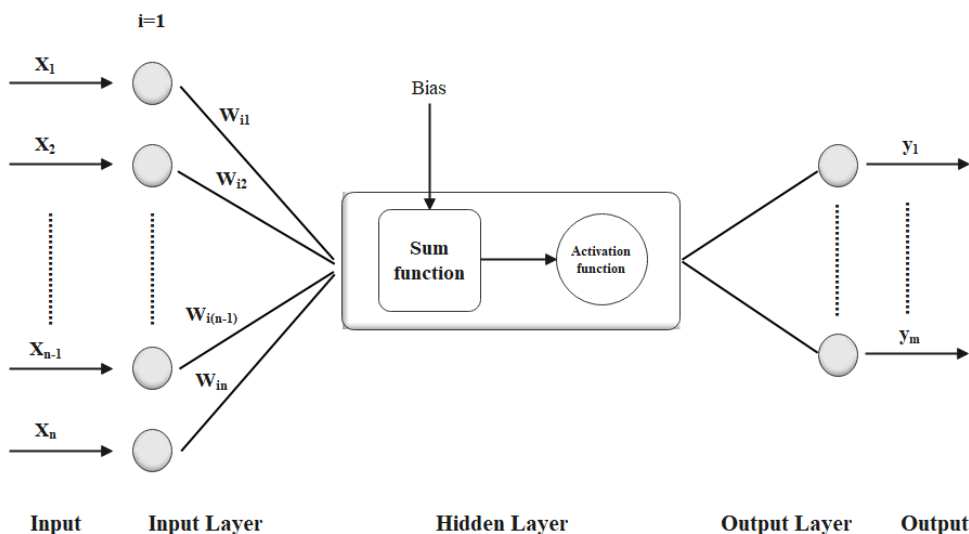 i=1
X1
Wi1
Bias
X2
Wi2
y1
Sum
function
Activation
function
Wi(n-1)
Xn-1
Win
ym
Xn
Input
Input Layer
Hidden Layer
Output Layer
Output